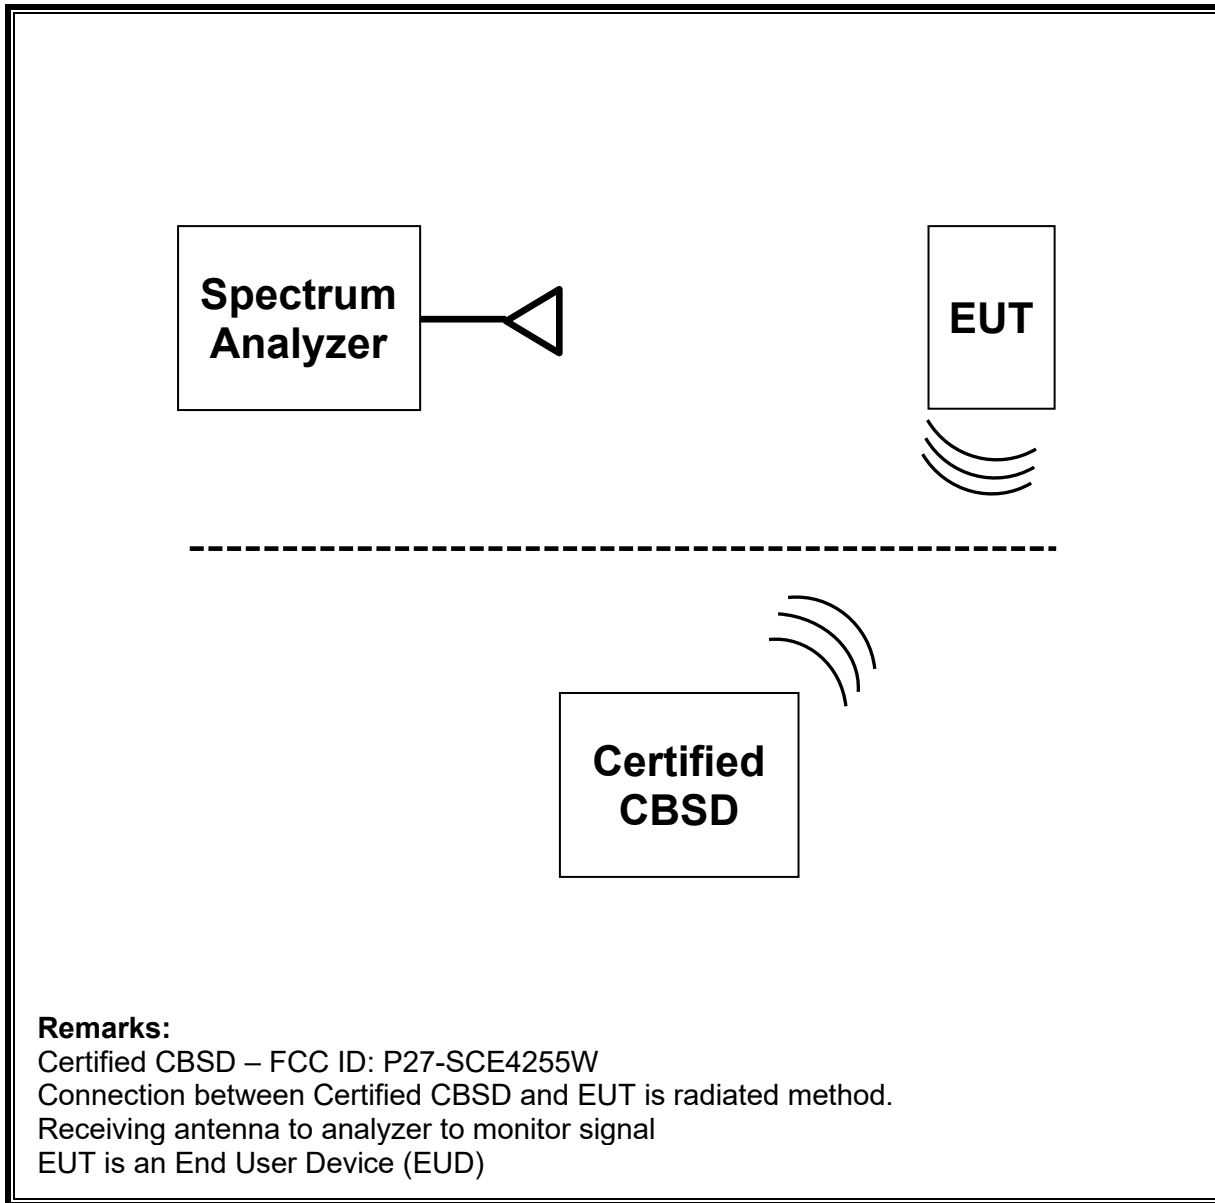 Spectrum
Analyzer
EUT
Certified
CBSD
Remarks:
Certified CBSD – FCC ID: P27-SCE4255W
Connection between Certified CBSD and EUT is radiated method.
Receiving antenna to analyzer to monitor signal
EUT is an End User Device (EUD)